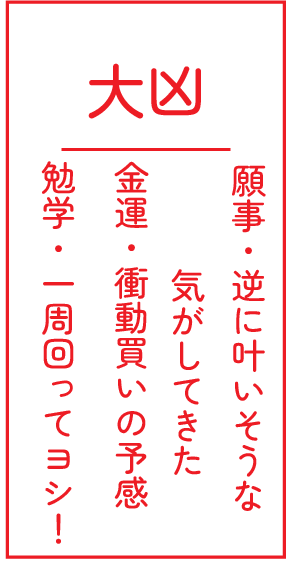 大凶
願事・逆に叶いそうな
気がしてきた
金運・衝動買いの予感
勉学・一周回ってヨシ！